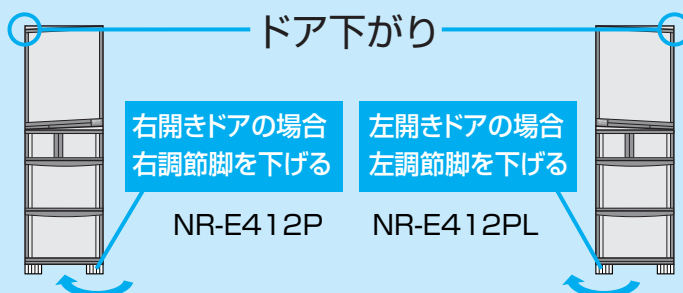 ドア下がり
右開きドアの場合
右調節脚を下げる
左開きドアの場合
左調節脚を下げる
NR-E412P
NR-E412PL